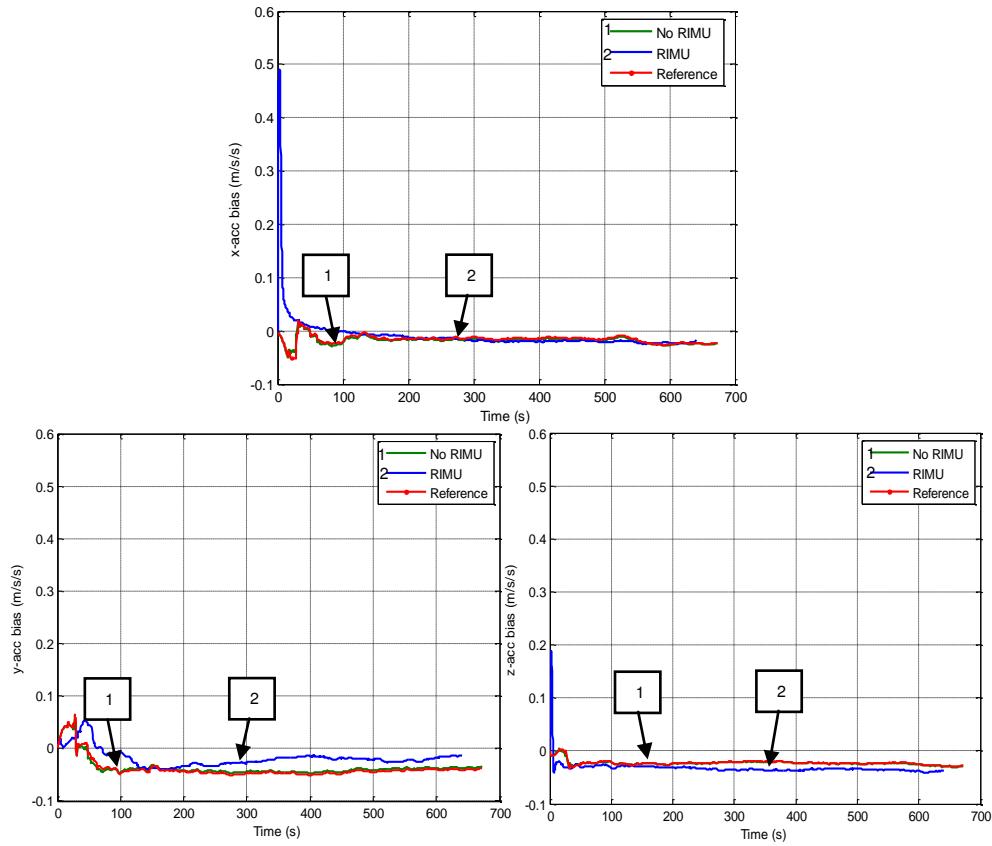 0.6
0.5
0.4
0.3
0.2
0.1
0
-0.1
x-acc bias (m/s/s)
1 No RIMU
2 RIMU
Reference
1
2
0 100 200 300 400 500 600 700
Time (s)
0.6
0.5
0.4
0.3
0.2
0.1
0
-0.1
y-acc bias (m/s/s)
1 No RIMU
2 RIMU
Reference
1
2
0 100 200 300 400 500 600 700
Time (s)
0.6
0.5
0.4
0.3
0.2
0.1
0
-0.1
z-acc bias (m/s/s)
1 No RIMU
2 RIMU
Reference
1
2
0 100 200 300 400 500 600 700
Time (s)